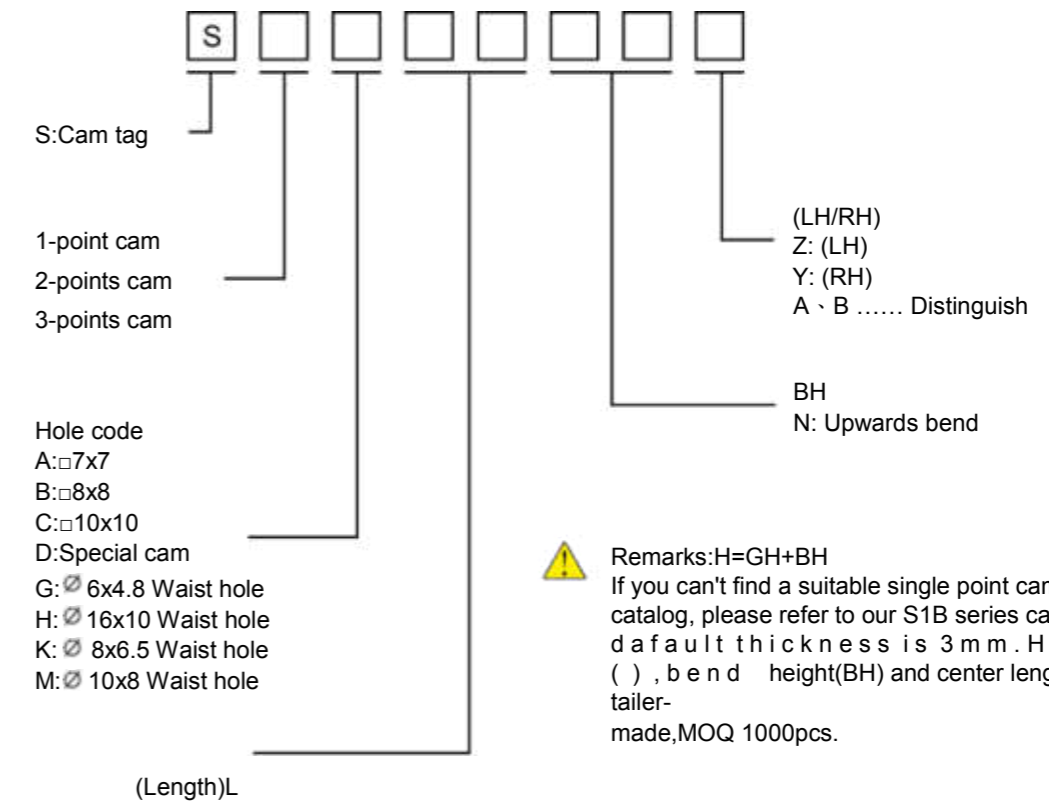 S
S:Cam tag
1-point cam
2-points cam
3-points cam
Hole code
A:□7x7
B:□8x8
C:□10x10
D:Special cam
G:∅ 6x4.8 Waist hole
H:∅ 16x10 Waist hole
K:∅ 8x6.5 Waist hole
M:∅ 10x8 Waist hole
(Length)L
(LH/RH)
Z: (LH)
Y: (RH)
A、B …… Distinguish
BH
N: Upwards bend
Remarks:H=GH+BH
If you can't find a suitable single point
catalog, please refer to our S1B series
dafault thickness is 3mm. H
( ) ,bend height(BH) and center
tailer-
made,MOQ 1000pcs.